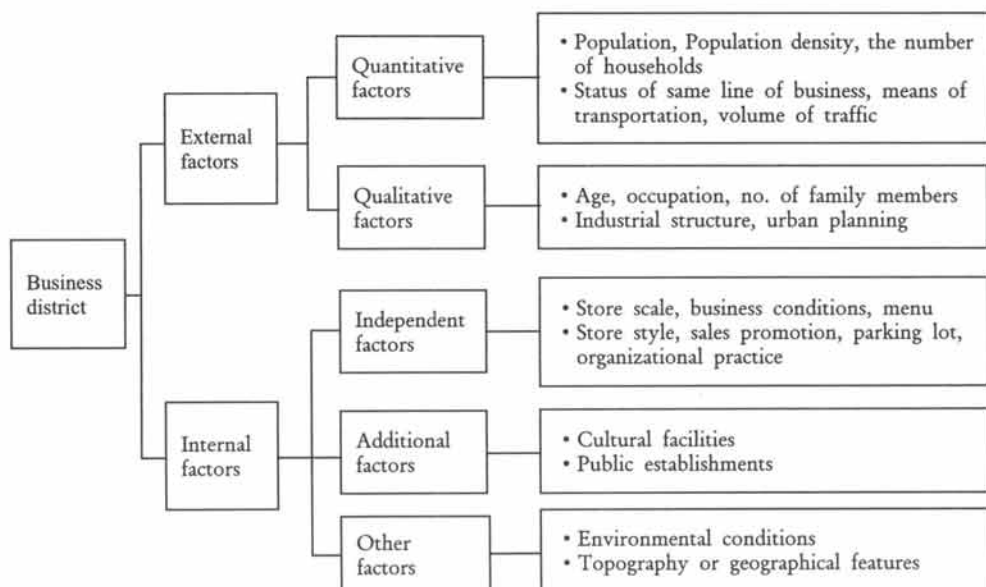 Business
district
External
factors
Quantitative
factors
• Population, Population density, the number
of households
• Status of same line of business, means of
transportation, volume of traffic
Qualitative
factors
• Age, occupation, no. of family members
• Industrial structure, urban planning
Internal
factors
Independent
factors
• Store scale, business conditions, menu
• Store style, sales promotion, parking lot,
organizational practice
Additional
factors
• Cultural facilities
• Public establishments
Other
factors
• Environmental conditions
• Topography or geographical features